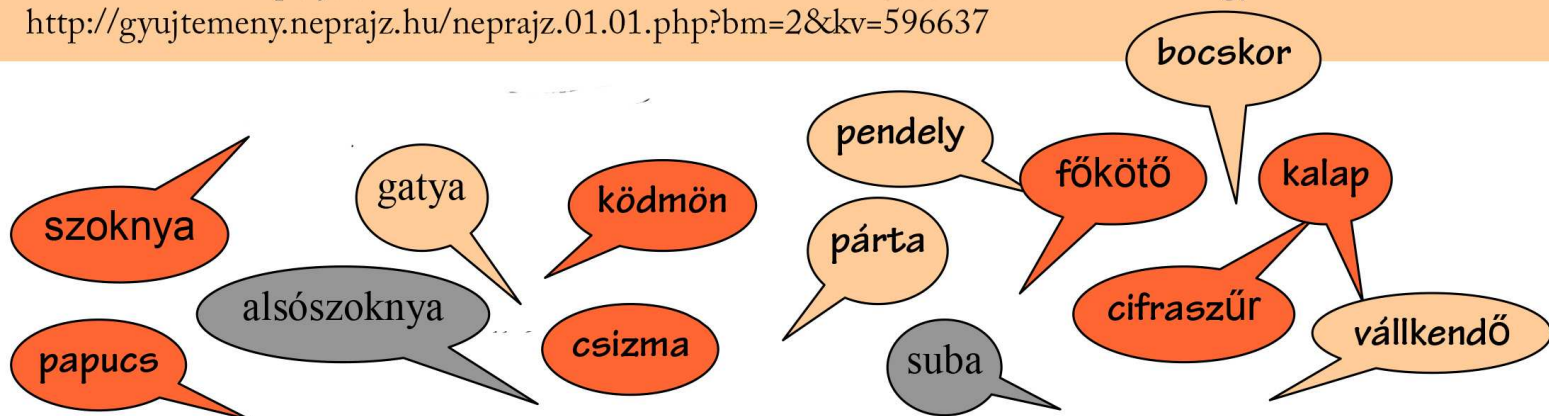 http://gyujtemeny.neprajz.hu/neprajz.01.01.php?bm=2&kv=596637
bocskor
pendely
főkötő
kalap
gatya
ködmön
szoknya
párta
alsószoknya
cifraszűr
csizma
vállkendő
papucs
suba